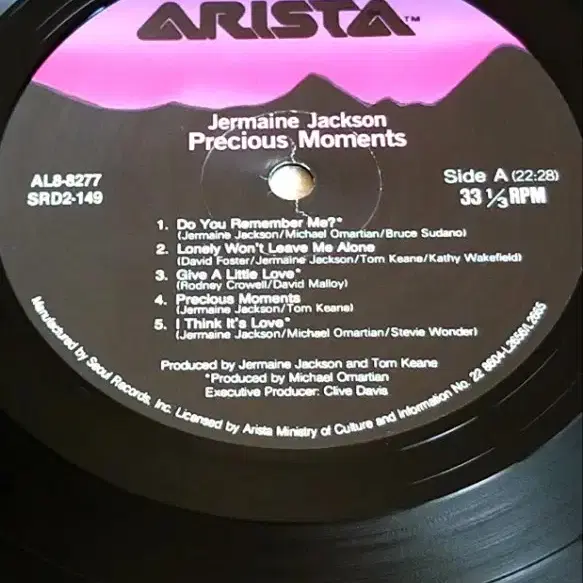 ARISTA™
Jermaine Jackson
Precious Moments
AL8-8277
SRD2-149
Side A (22:28)
33 1/3 RPM
1. Do You Remember Me?*
(Jermaine Jackson/Michael Omartian/Bruce Sudano)
2. Lonely Won't Leave Me Alone
(David Foster/Jermaine Jackson/Tom Keane/Kathy Wakefield)
3. Give A Little Love*
(Rodney Crowell/David Malloy)
4. Precious Moments
(Jermaine Jackson/Tom Keane)
5. I Think It's Love*
(Jermaine Jackson/Michael Omartian/Stevie Wonder)
Produced by Jermaine Jackson and Tom Keane
*Produced by Michael Omartian
Executive Producer: Clive Davis
Manufactured by Seoul Records, Inc. Licensed by Arista Ministry of Culture and Information No. 22 8604-L2656/L2655